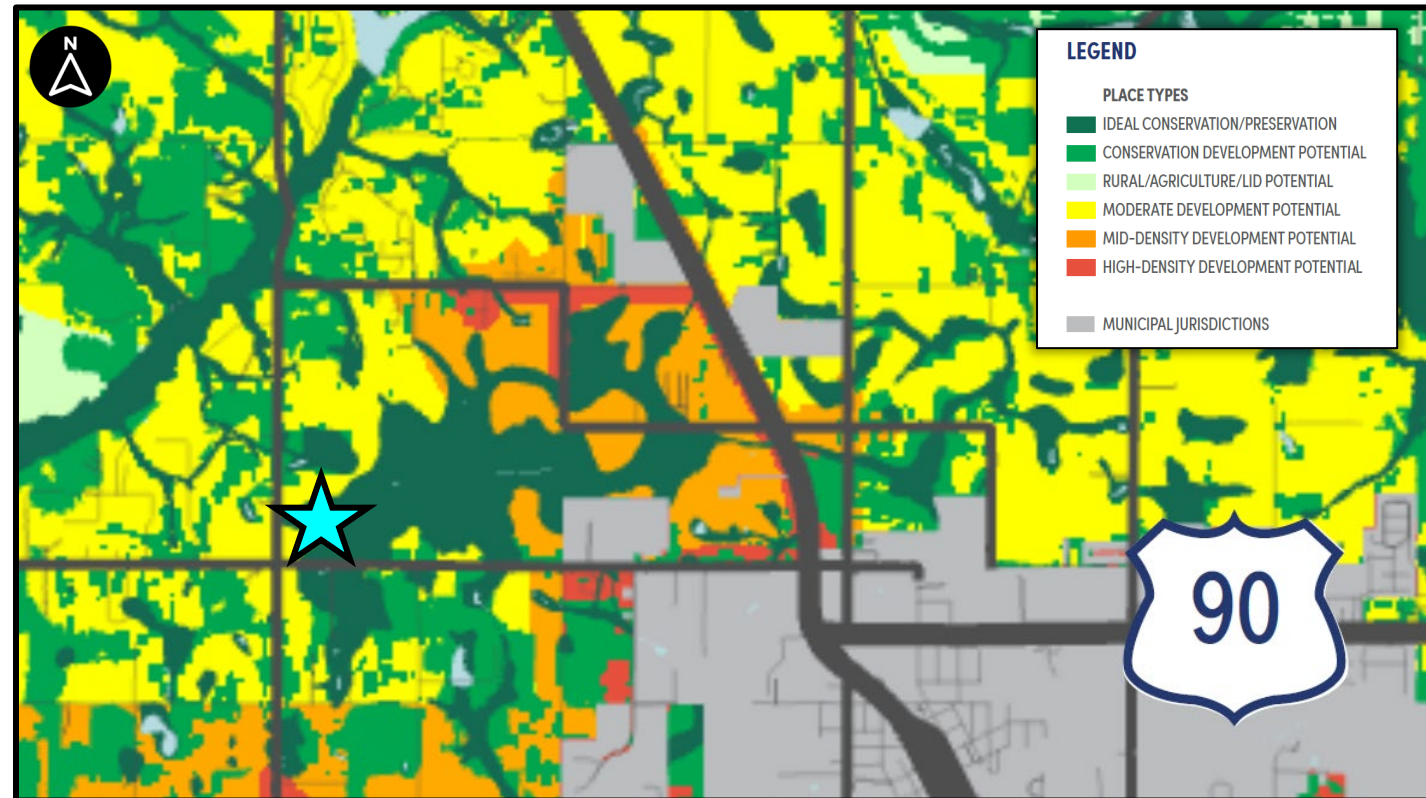 N
LEGEND
PLACE TYPES
IDEAL CONSERVATION/PRESERVATION
CONSERVATION DEVELOPMENT POTENTIAL
RURAL/AGRICULTURE/LID POTENTIAL
MODERATE DEVELOPMENT POTENTIAL
MID-DENSITY DEVELOPMENT POTENTIAL
HIGH-DENSITY DEVELOPMENT POTENTIAL
MUNICIPAL JURISDICTIONS
90